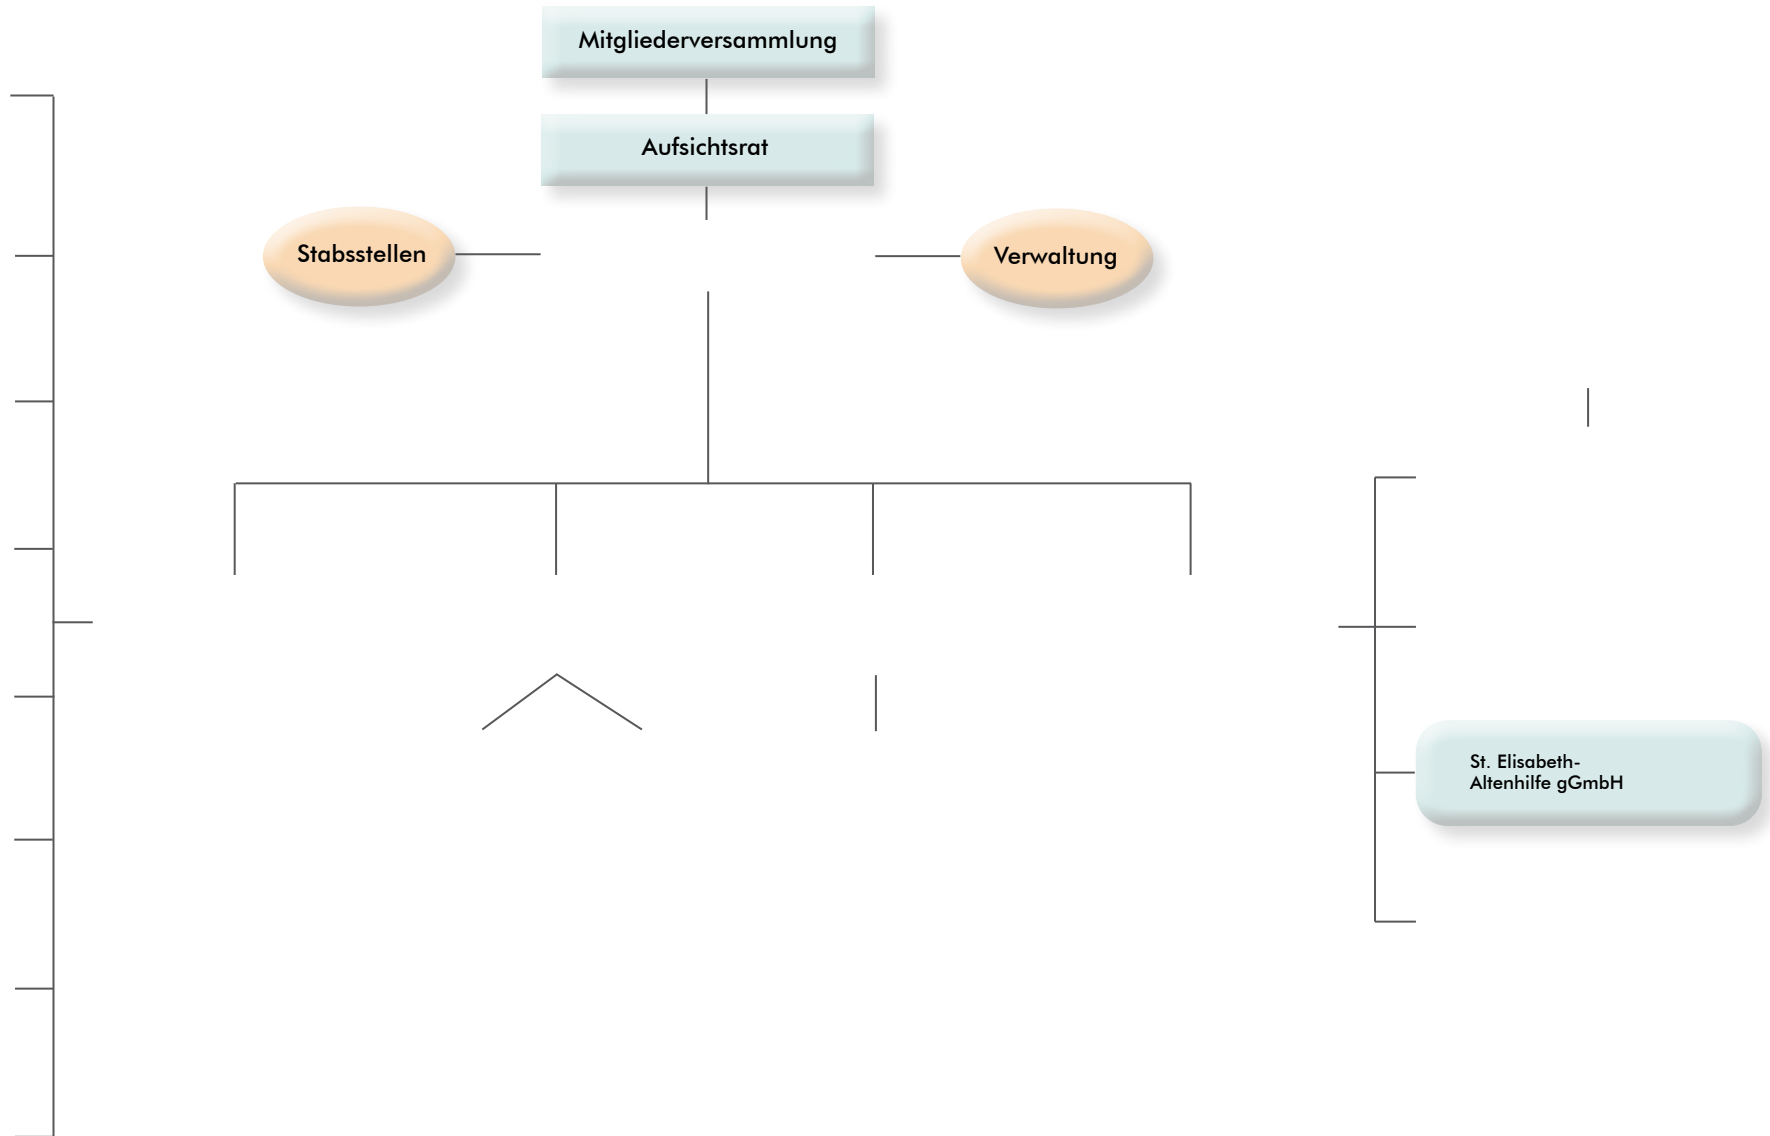 Mitgliederversammlung
Aufsichtsrat
Stabsstellen
Verwaltung
St. Elisabeth-
Altenhilfe gGmbH